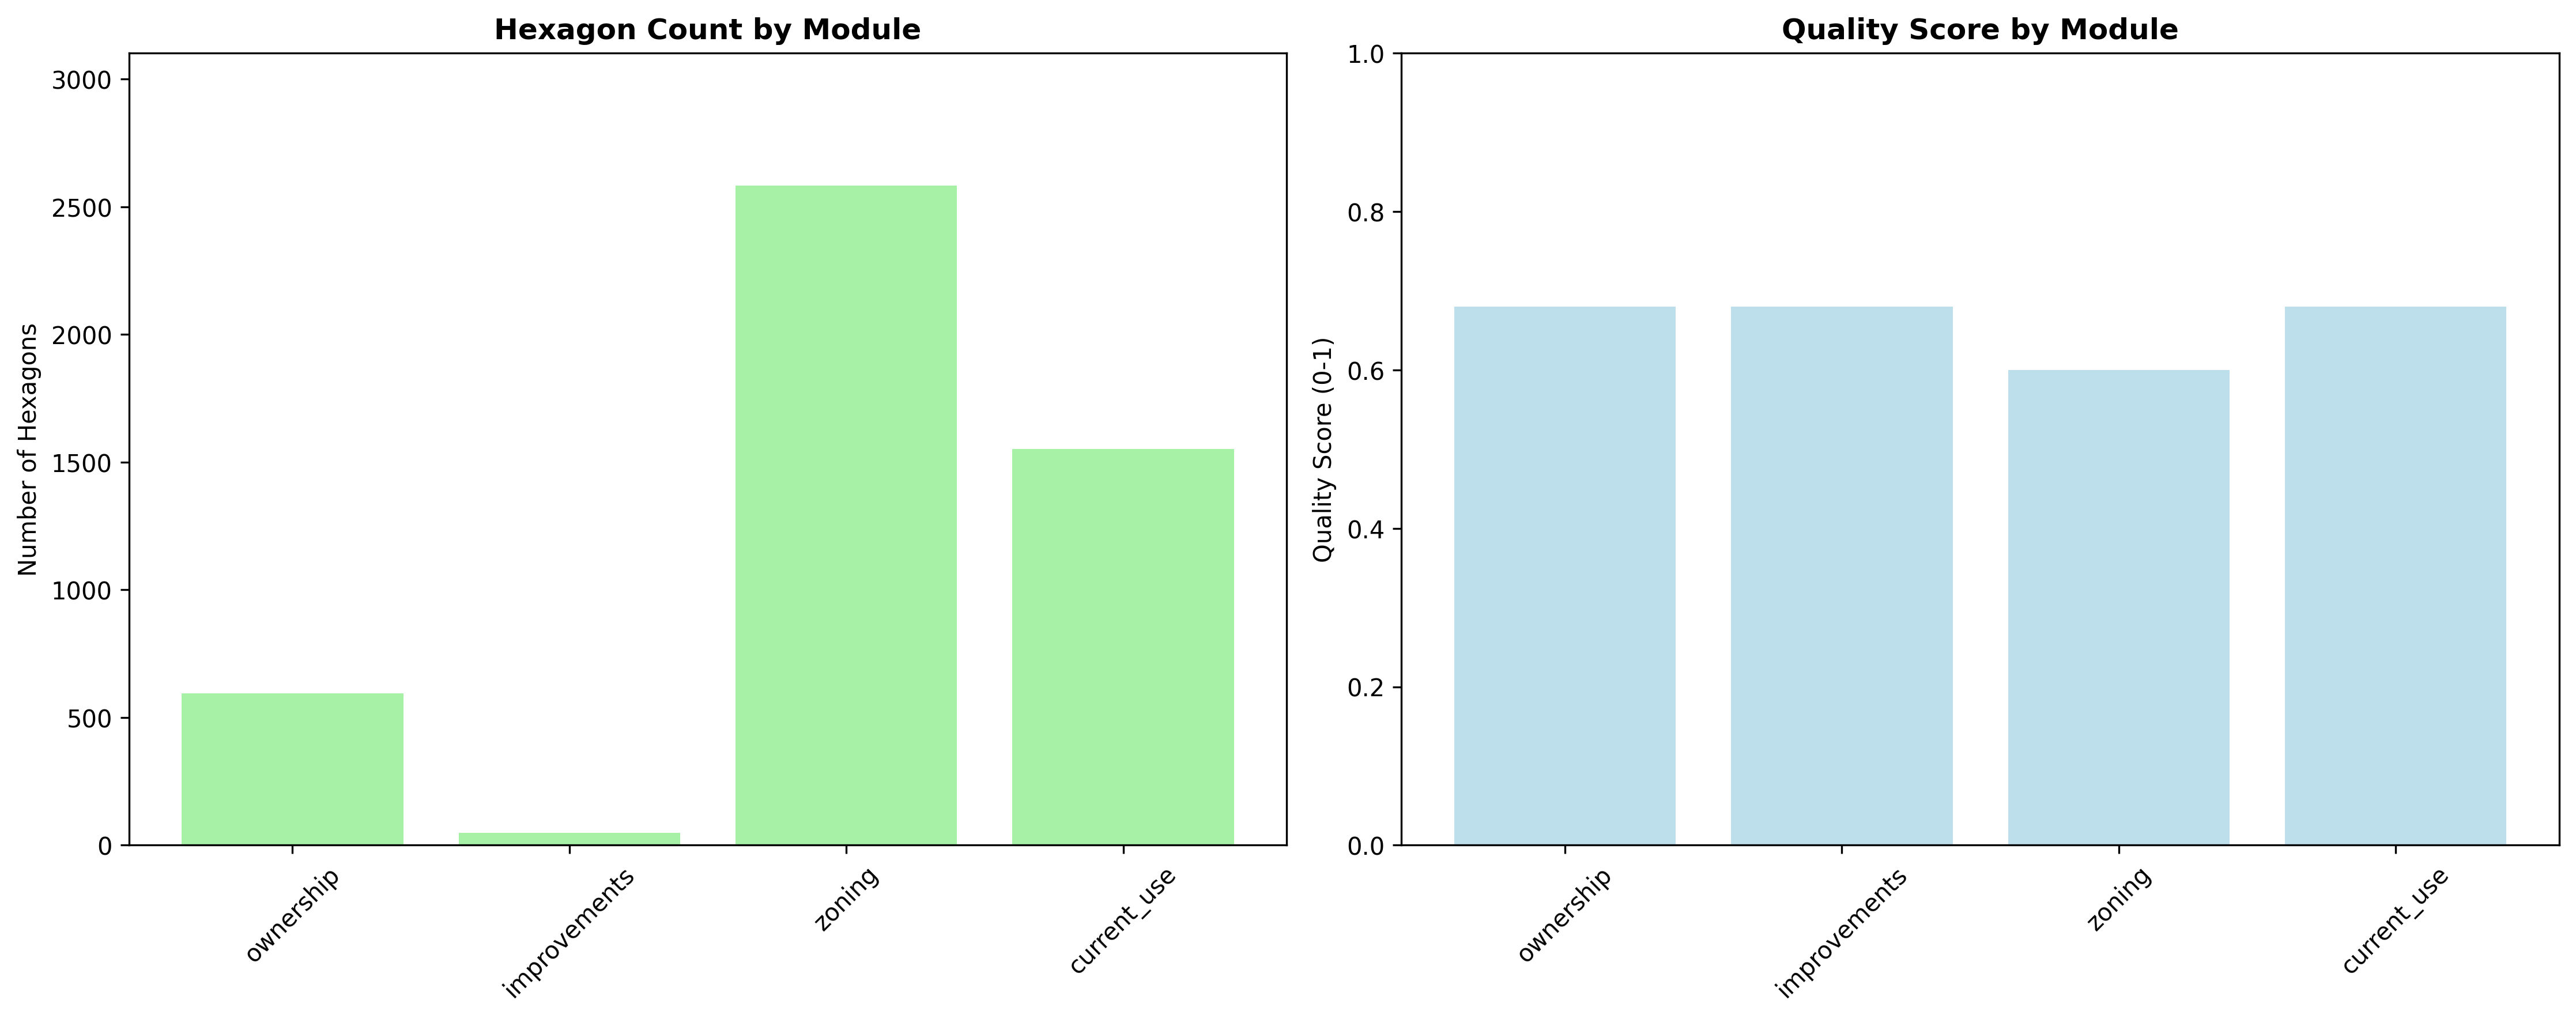 Hexagon Count by Module
Number of Hexagons
3000
2500
2000
1500
1000
500
0
ownership
improvements
zoning
current_use
Quality Score by Module
Quality Score (0-1)
1.0
0.8
0.6
0.4
0.2
0.0
ownership
improvements
zoning
current_use